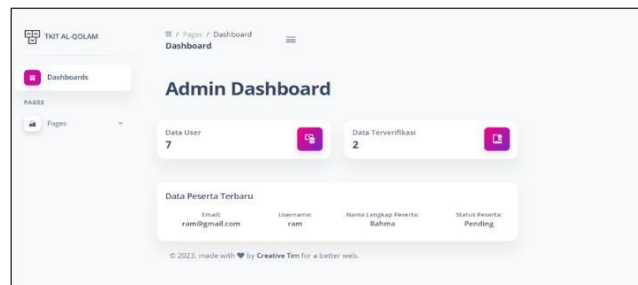 TKIT AL-QOLAM
/ Pages / Dashboard
Dashboard
Dashboards
PAGES
Pages
Admin Dashboard
Data User
7
Data Terverifikasi
2
Data Peserta Terbaru
Email: Username: Nama Lengkap Peserta: Status Peserta:
ram@gmail.com ram Rahma Pending
© 2023, made with ♥ by Creative Tim for a better web.